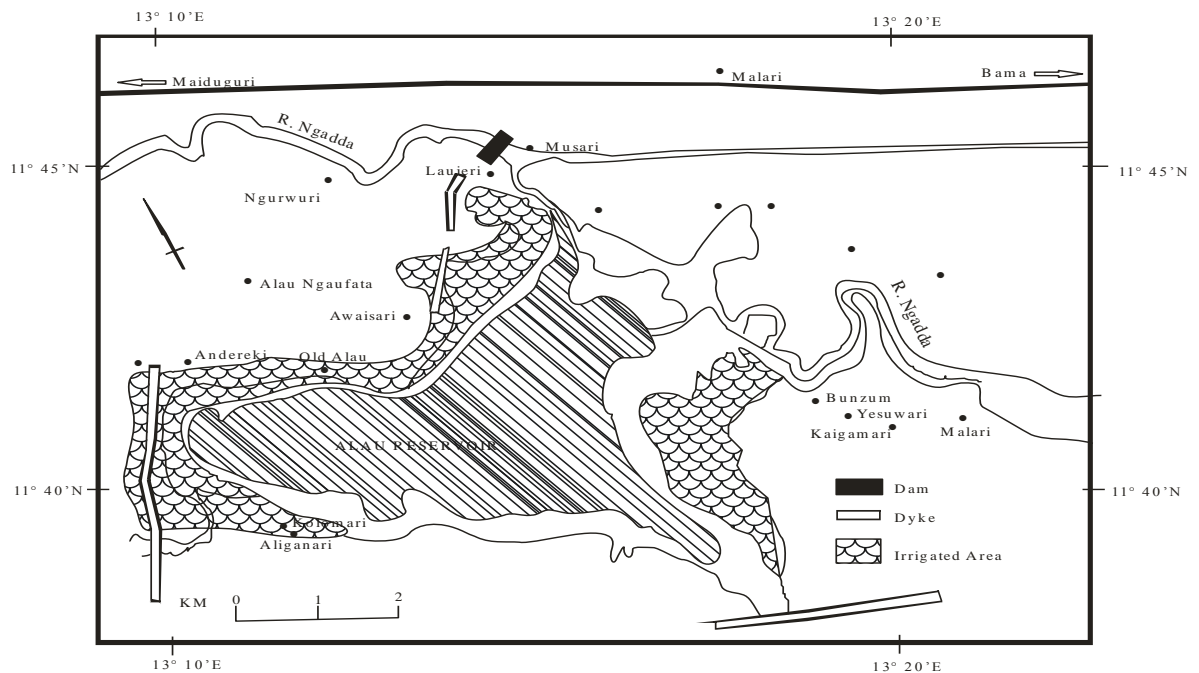 13° 10'E
13° 20'E
Maiduguri
Malari
Bama
R. Ngadda
Musari
11° 45'N
11° 45'N
Laujeri
Ngurwuri
Alau Ngaufata
R. Ngadda
Awaisari
Andereki
Old Alau
Bunzum
Yesuwari
Kaigamari
Malari
ALAU RESERVOIR
11° 40'N
11° 40'N
Dam
Dyke
Kolomari
Aliganari
Irrigated Area
KM
0 1 2
13° 10'E
13° 20'E